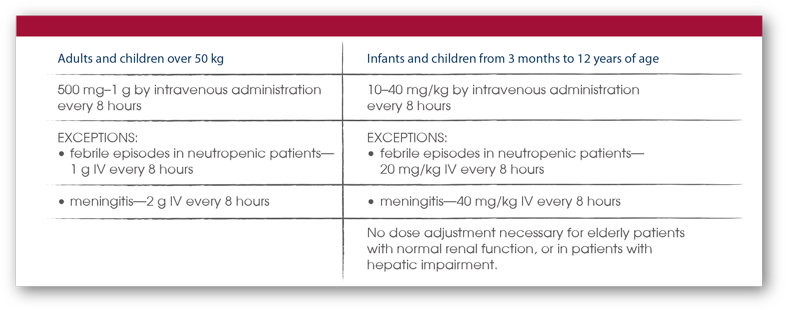 Adults and children over 50 kg
Infants and children from 3 months to 12 years of age
500 mg–1 g by intravenous administration
every 8 hours
10–40 mg/kg by intravenous administration
every 8 hours
EXCEPTIONS:
• febrile episodes in neutropenic patients—
1 g IV every 8 hours
EXCEPTIONS:
• febrile episodes in neutropenic patients—
20 mg/kg IV every 8 hours
• meningitis—2 g IV every 8 hours
• meningitis—40 mg/kg IV every 8 hours
No dose adjustment necessary for elderly patients
with normal renal function, or in patients with
hepatic impairment.